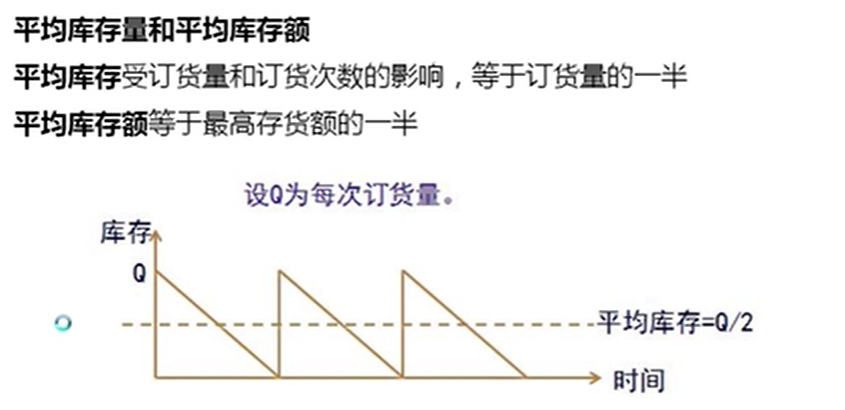 平均库存量和平均库存额
平均库存受订货量和订货次数的影响，等于订货量的一半
平均库存额等于最高存货额的一半
设Q为每次订货量。
库存
Q
平均库存=Q/2
时间